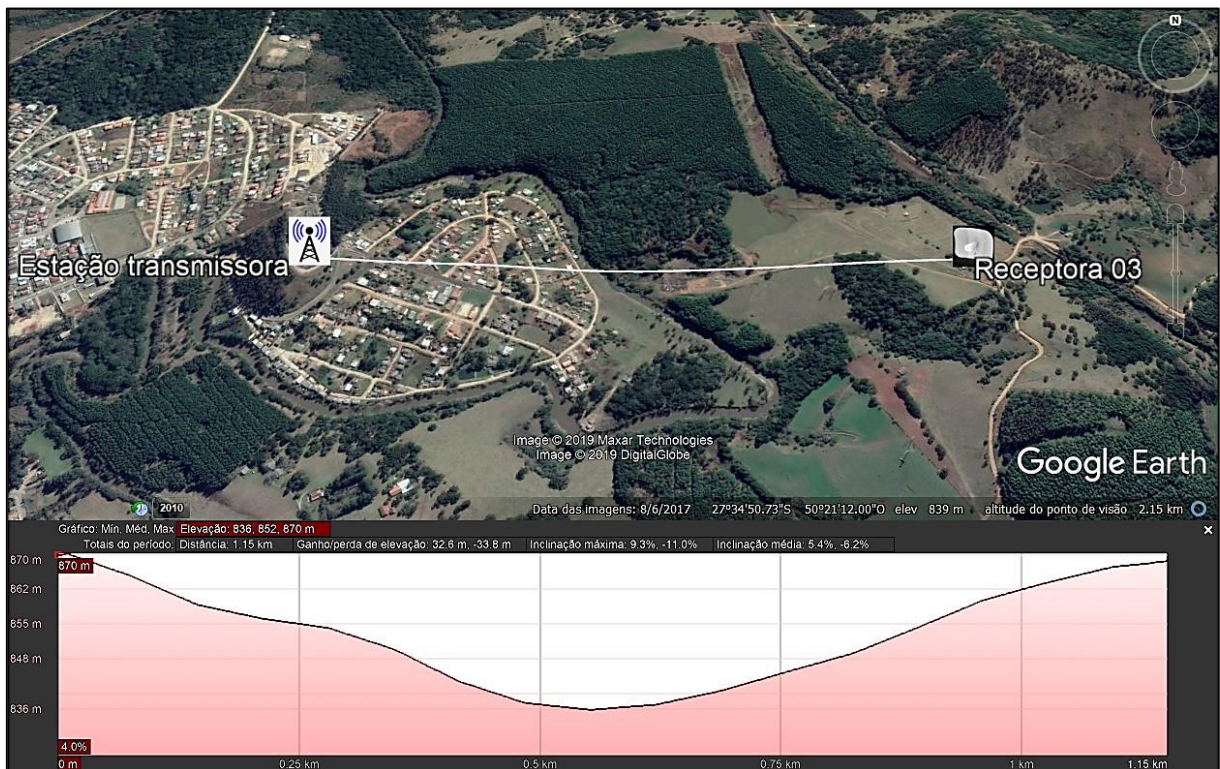 N
Estação transmissora
Receptora 03
Image © 2019 Maxar Technologies
Image © 2019 DigitalGlobe
Google Earth
2010
Data das imagens: 8/6/2017 27°34'50.73"S 50°21'12.00"O elev 839 m altitude do ponto de visão 2.15 km
Gráfico: Mín. Méd. Max Elevação: 836, 852, 870 m
Totais do período: Distância: 1.15 km Ganho/perda de elevação: 32.6 m, -33.8 m Inclinação máxima: 9.3%, -11.0% Inclinação média: 5.4%, -6.2%
870 m
870 m
862 m
855 m
848 m
836 m
4.0%
0 m 0.25 km 0.5 km 0.75 km 1 km 1.15 km